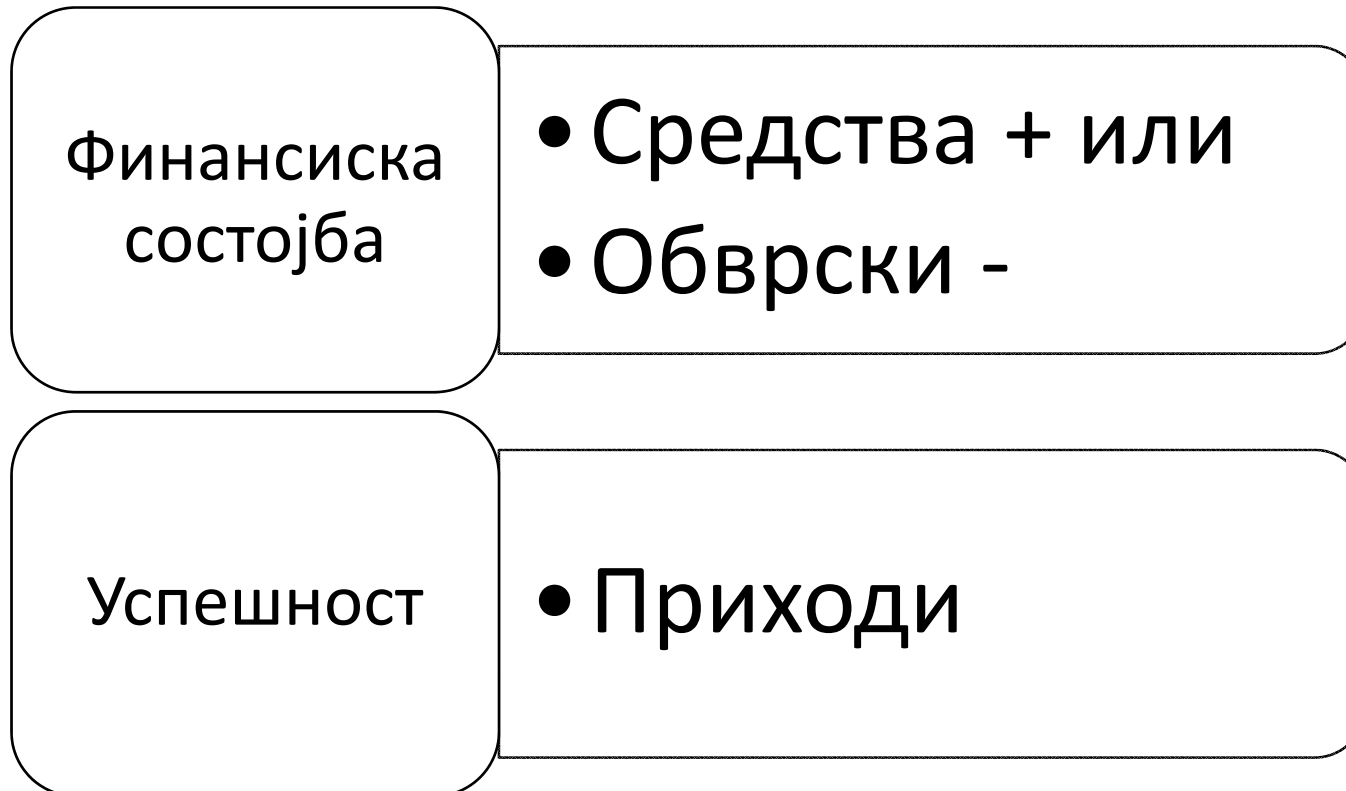 Финансиска
состојба
• Средства + или
• Обврски -
Успешност
• Приходи